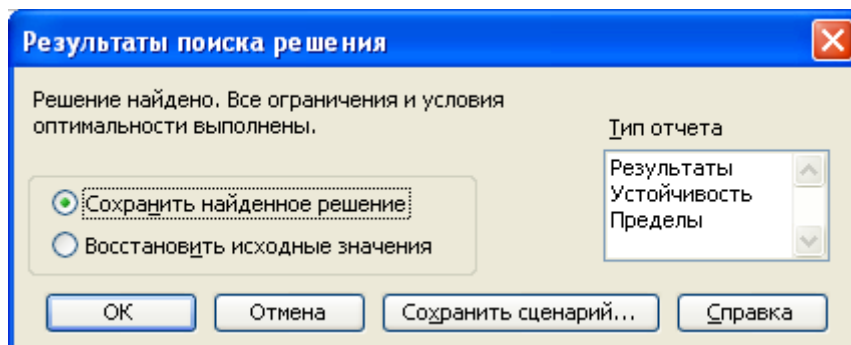 Результаты поиска решения
Решение найдено. Все ограничения и условия
оптимальности выполнены.
Тип отчета
Результаты
Устойчивость
Пределы
Сохранить найденное решение
Восстановить исходные значения
ОК
Отмена
Сохранить сценарий...
Справка